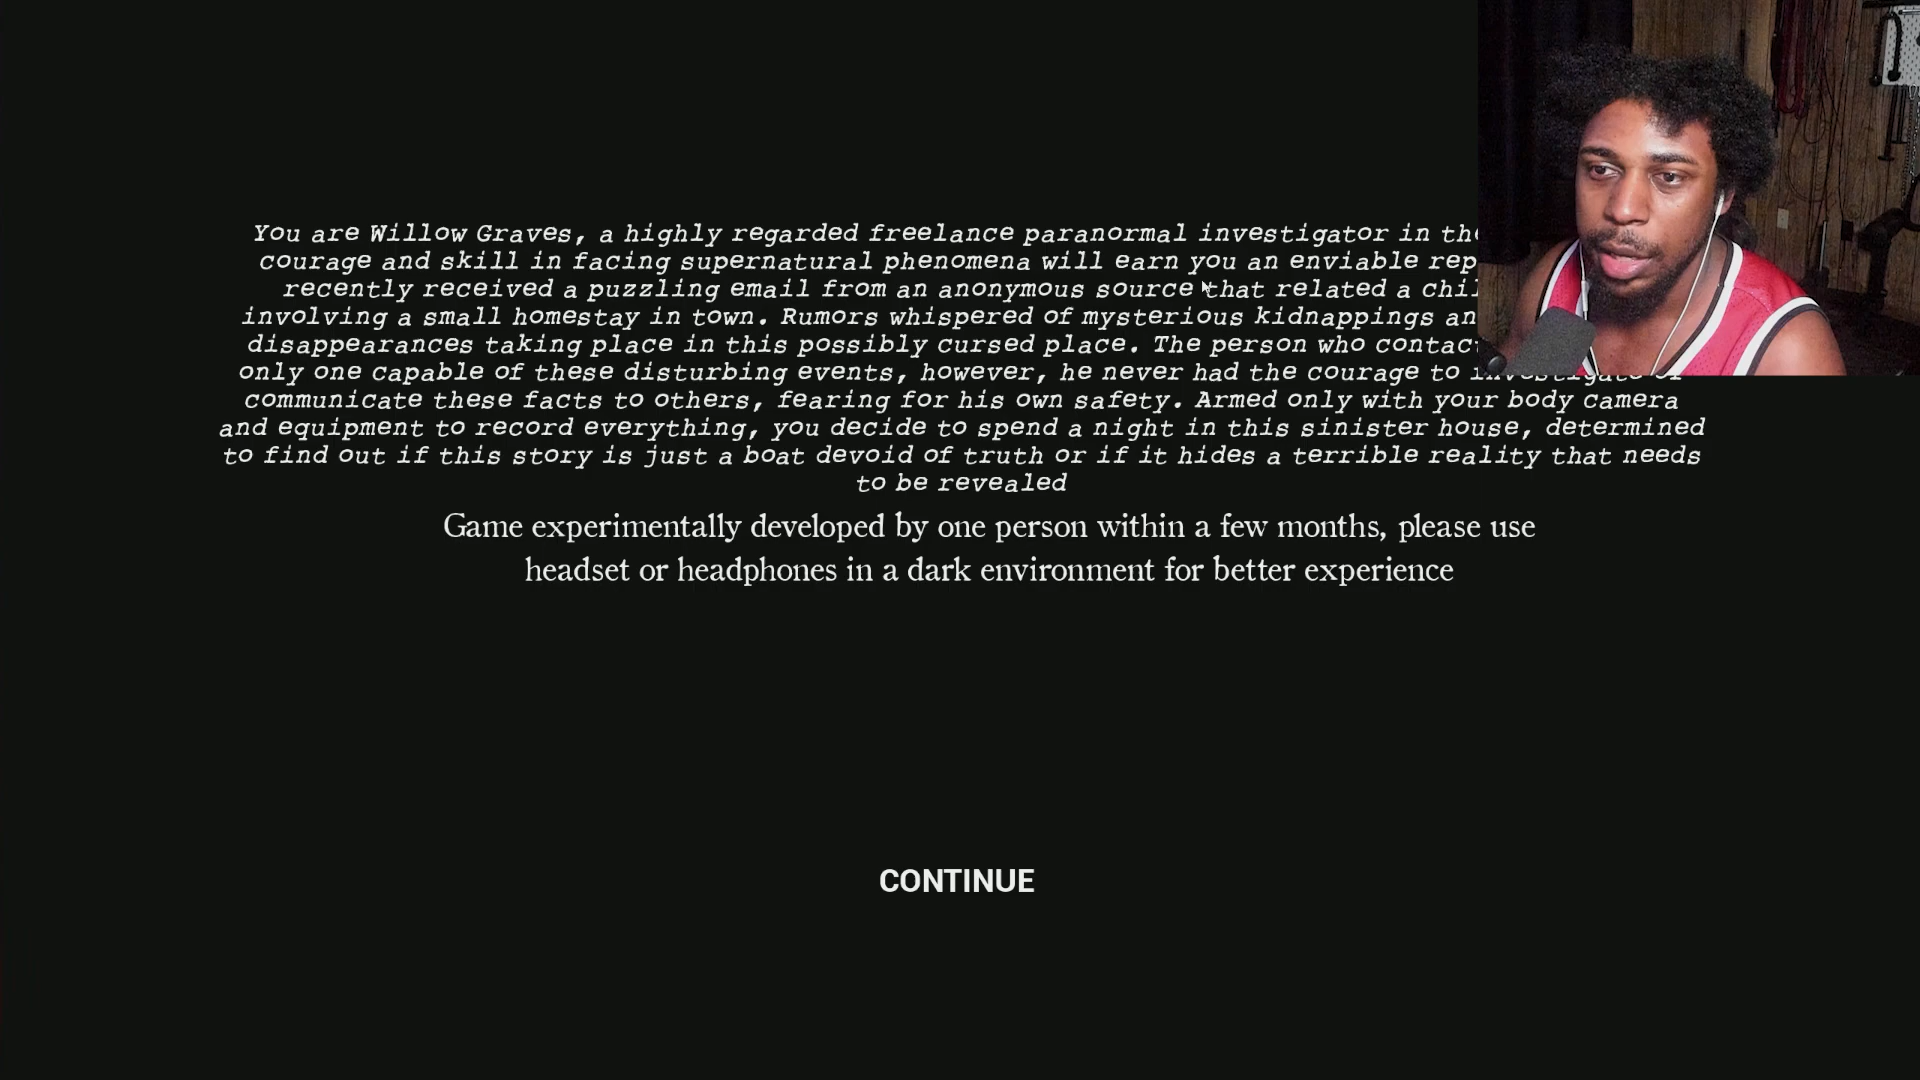 You are Willow Graves, a highly regarded freelance paranormal investigator in the
courage and skill in facing supernatural phenomena will earn you an enviable
recently received a puzzling email from an anonymous source that related a
involving a small homestay in town. Rumors whispered of mysterious kidnappings
disappearances taking place in this possibly cursed place. The person who
only one capable of these disturbing events, however, he never had the courage to investigate or
communicate these facts to others, fearing for his own safety. Armed only with your body camera
and equipment to record everything, you decide to spend a night in this sinister house, determined
to find out if this story is just a boat devoid of truth or if it hides a terrible reality that needs
to be revealed
Game experimentally developed by one person within a few months, please use
headset or headphones in a dark environment for better experience
CONTINUE